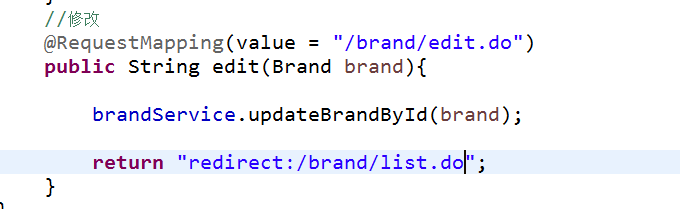 //修改
@RequestMapping(value = "/brand/edit.do")
public String edit(Brand brand){
brandService.updateBrandById(brand);
return "redirect:/brand/list.do";
}